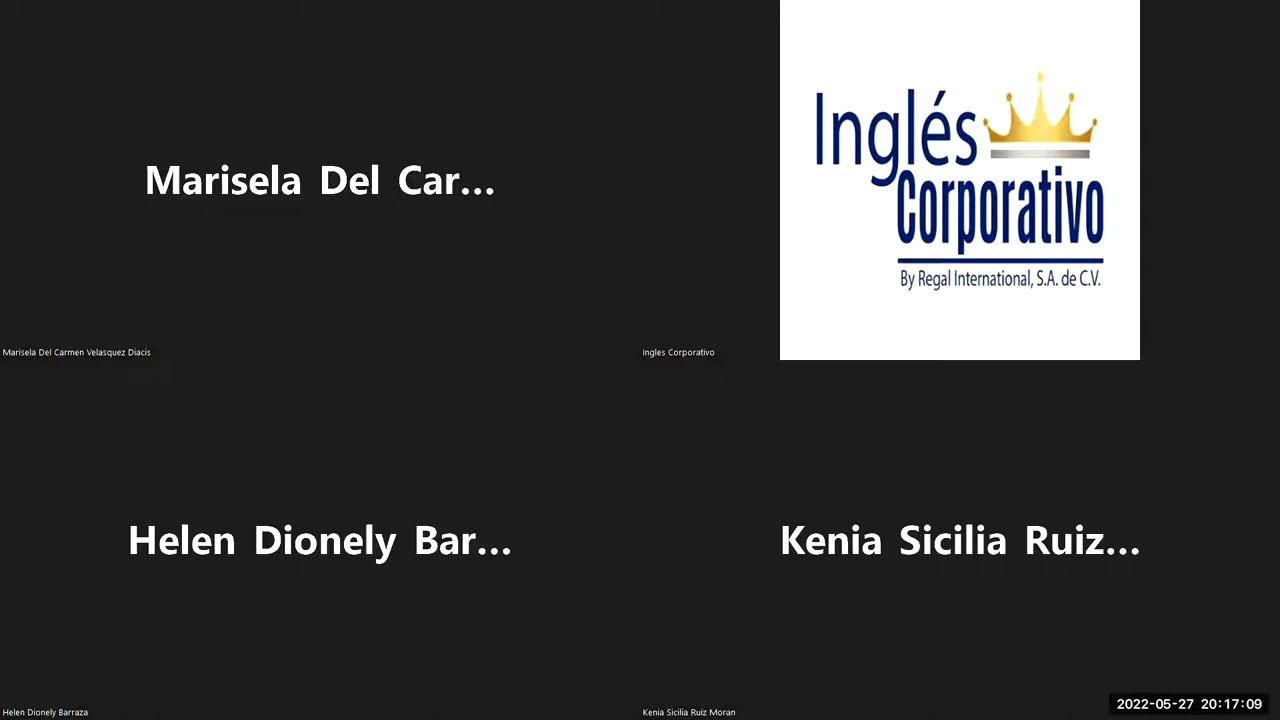 Marisela Del Car...
Marisela Del Carmen Velasquez Diacis
Inglés
Corporativo
By Regal International, S.A. de C.V.
Ingles Corporativo
Helen Dionely Bar...
Helen Dionely Barraza
Kenia Sicilia Ruiz...
Kenia Sicilia Ruiz Moran
2022-05-27 20:17:09